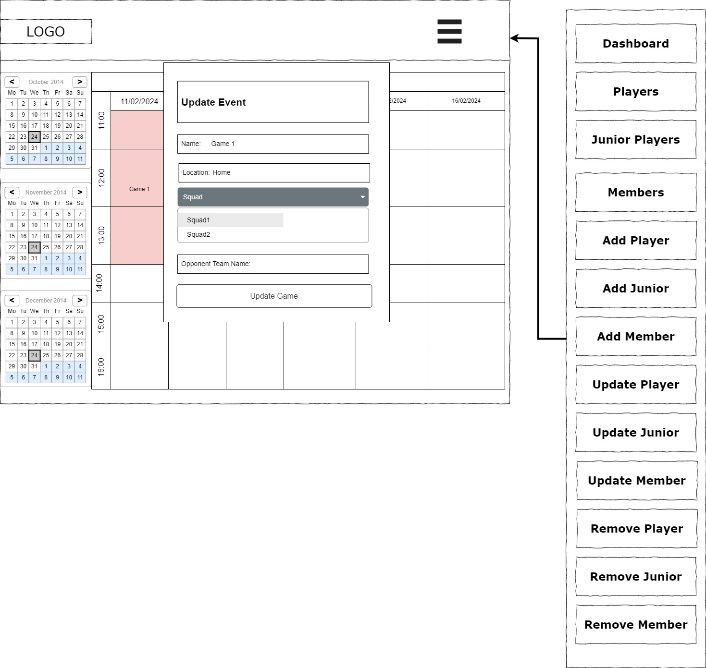 LOGO
< October 2014 >
Mo Tu We Th Fr Sa Su
1 2 3 4 5 6 7
8 9 10 11 12 13 14
15 16 17 18 19 20 21
22 23 24 25 26 27 28
29 30 31 1 2 3 4
5 6 7 8 9 10 11
< November 2014 >
Mo Tu We Th Fr Sa Su
1 2 3 4 5 6 7
8 9 10 11 12 13 14
15 16 17 18 19 20 21
22 23 24 25 26 27 28
29 30 31 1 2 3 4
5 6 7 8 9 10 11
< December 2014 >
Mo Tu We Th Fr Sa Su
1 2 3 4 5 6 7
8 9 10 11 12 13 14
15 16 17 18 19 20 21
22 23 24 25 26 27 28
29 30 31 1 2 3 4
5 6 7 8 9 10 11
11/02/2024
16/02/2024
11:00
12:00
13:00
14:00
15:00
16:00
Game 1
Update Event
Name: Game 1
Location: Home
Squad
Squad1
Squad2
Opponent Team Name:
Update Game
Dashboard
Players
Junior Players
Members
Add Player
Add Junior
Add Member
Update Player
Update Junior
Update Member
Remove Player
Remove Junior
Remove Member